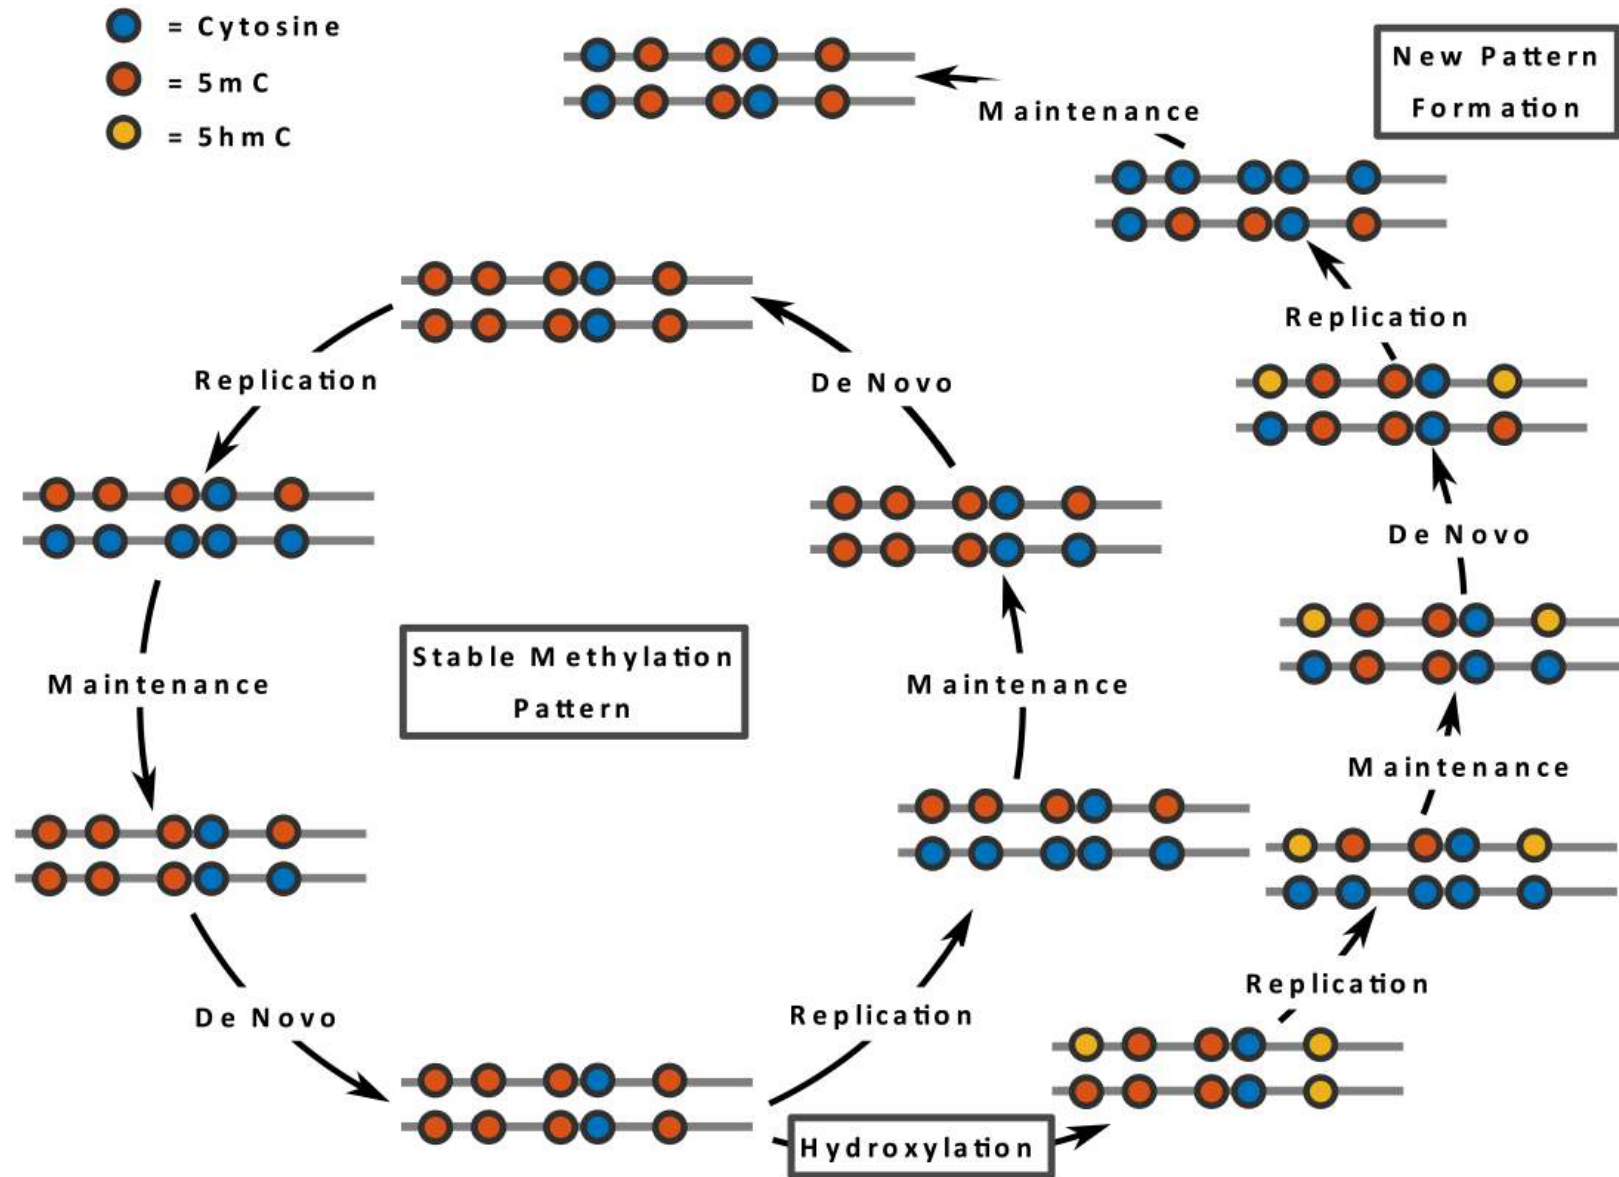 = Cytosine
= 5mC
= 5hmC
New Pattern
Formation
Maintenance
Replication
De Novo
Replication
De Novo
Maintenance
Stable Methylation
Pattern
Maintenance
Maintenance
De Novo
Replication
Replication
Hydroxylation